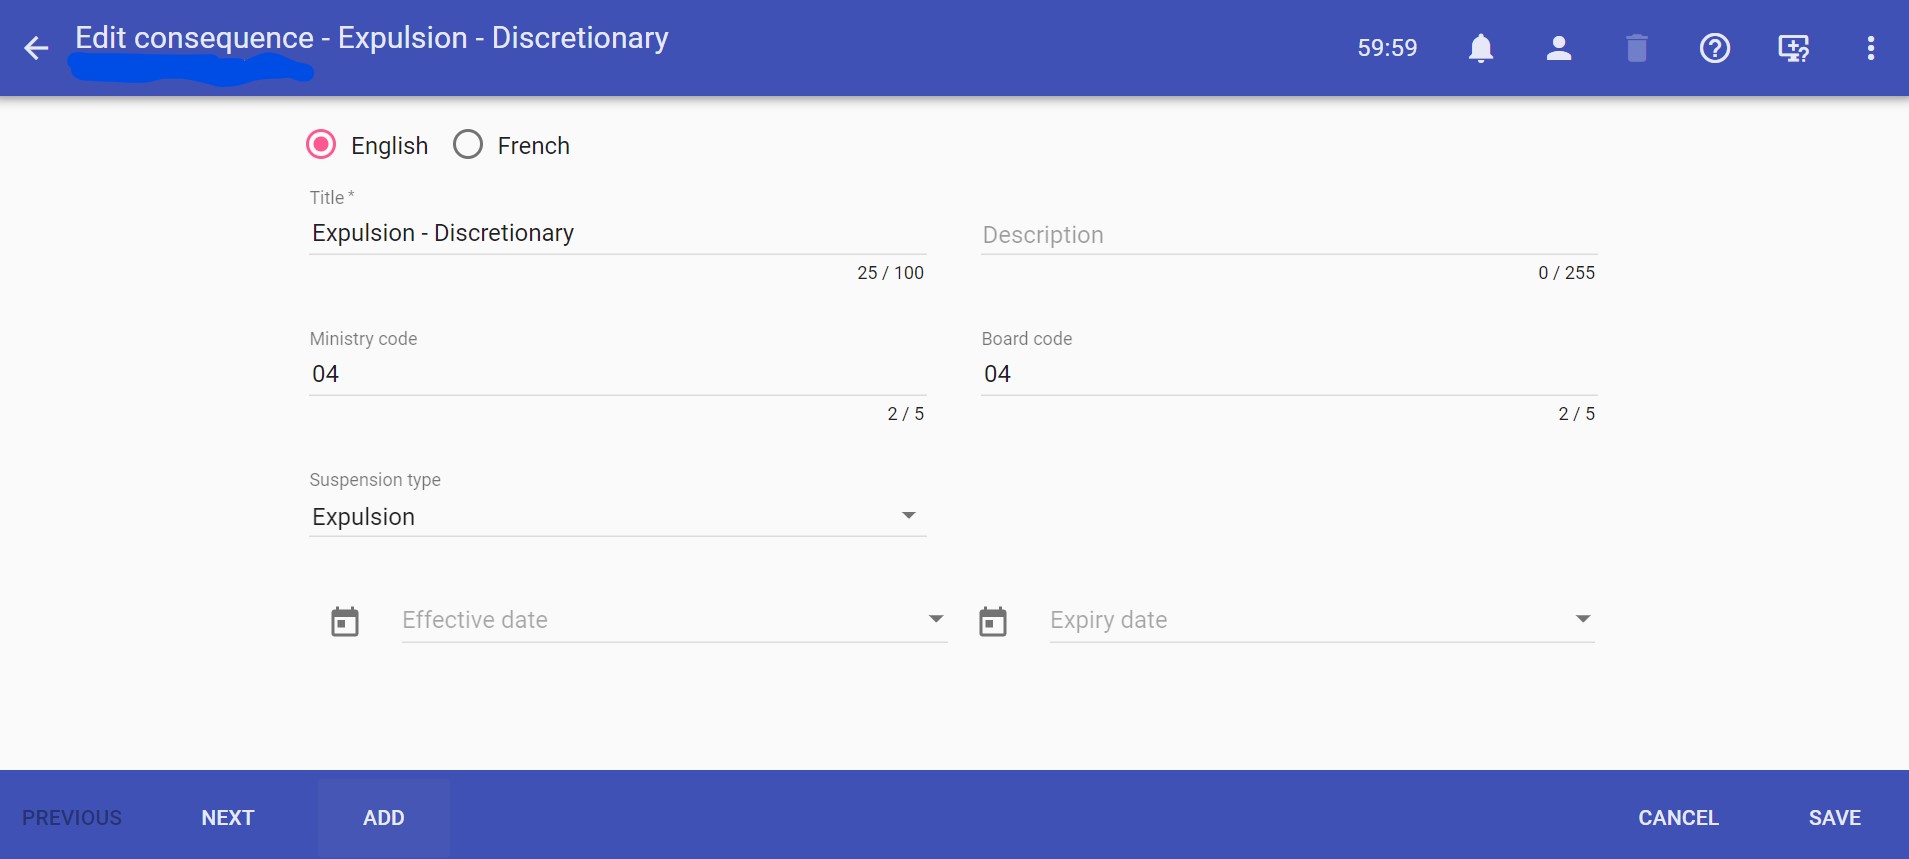 Edit consequence - Expulsion - Discretionary
59:59
English French
Title *
Expulsion - Discretionary
Description
25 / 100
0 / 255
Ministry code
Board code
04
04
2 / 5
2 / 5
Suspension type
Expulsion
Effective date
Expiry date
PREVIOUS NEXT ADD CANCEL SAVE